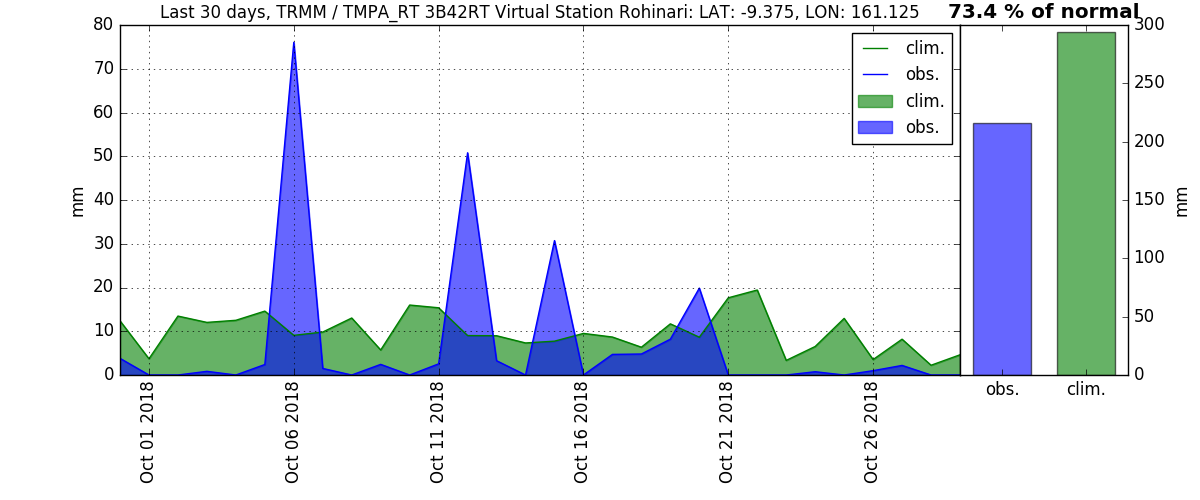 Last 30 days, TRMM / TMPA_RT 3B42RT Virtual Station Rohinari: LAT: -9.375, LON: 161.125
73.4 % of normal
80
70
60
50
40
30
20
10
0
mm
clim.
obs.
clim.
obs.
Oct 01 2018
Oct 06 2018
Oct 11 2018
Oct 16 2018
Oct 21 2018
Oct 26 2018
300
250
200
150
100
50
0
mm
obs.
clim.